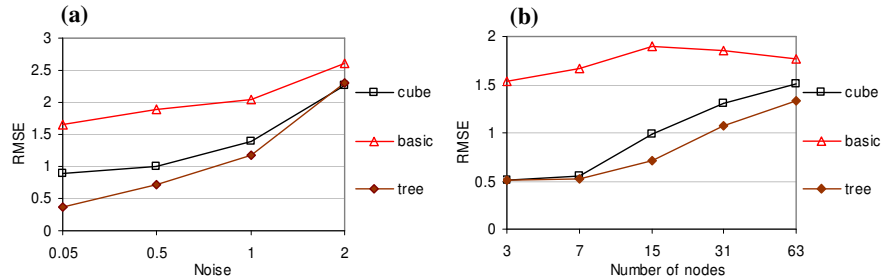 (a)
3
2.5
2
1.5
1
0.5
0
RMSE
0.05
0.5
1
2
Noise
cube
basic
tree
(b)
2
1.5
1
0.5
0
RMSE
3
7
15
31
63
Number of nodes
cube
basic
tree